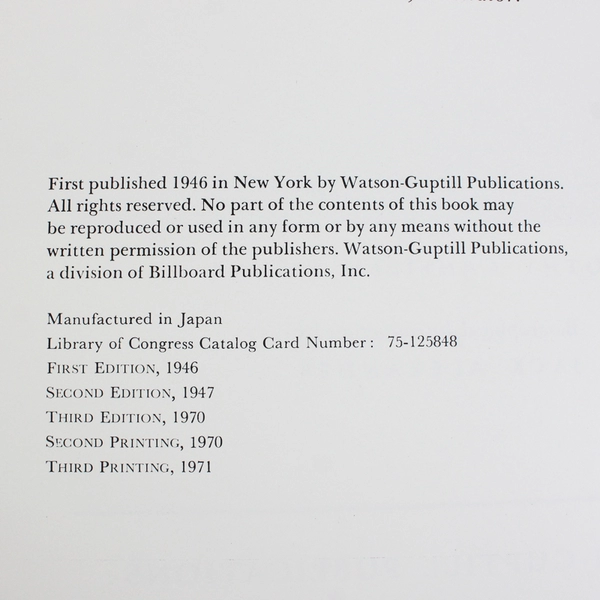 First published 1946 in New York by Watson-Guptill Publications.
All rights reserved. No part of the contents of this book may
be reproduced or used in any form or by any means without the
written permission of the publishers. Watson-Guptill Publications,
a division of Billboard Publications, Inc.
Manufactured in Japan
Library of Congress Catalog Card Number: 75-125848
FIRST EDITION, 1946
SECOND EDITION, 1947
THIRD EDITION, 1970
SECOND PRINTING, 1970
THIRD PRINTING, 1971